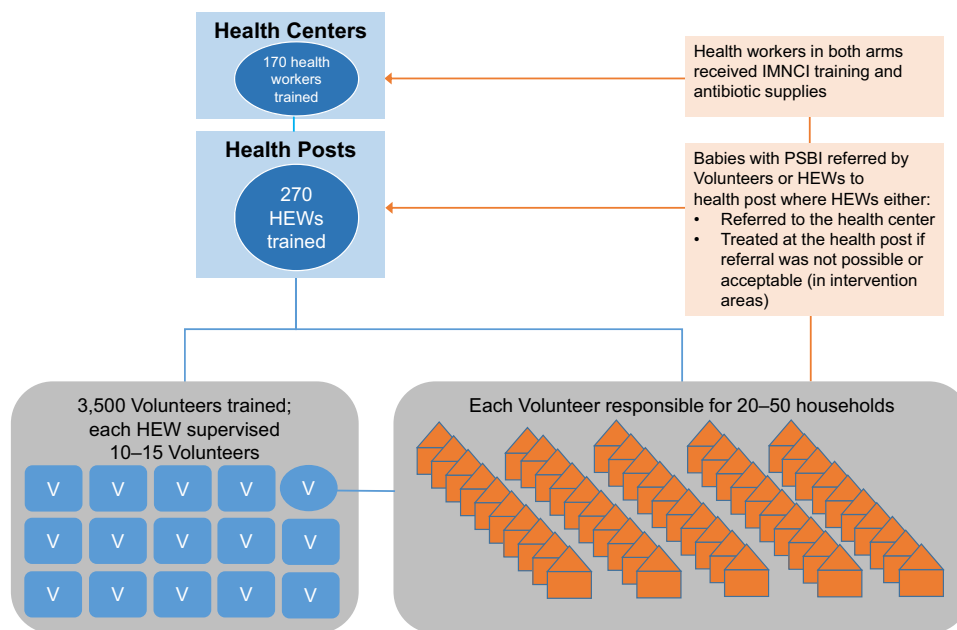 Health Centers
170 health
workers
trained
Health workers in both arms
received IMNCI training and
antibiotic supplies
Health Posts
270
HEWs
trained
Babies with PSBI referred by
Volunteers or HEWs to
health post where HEWs either:
• Referred to the health center
• Treated at the health post if
referral was not possible or
acceptable (in intervention
areas)
3,500 Volunteers trained;
each HEW supervised
10–15 Volunteers
V V V V V
V V V V V
V V V V V
Each Volunteer responsible for 20–50 households